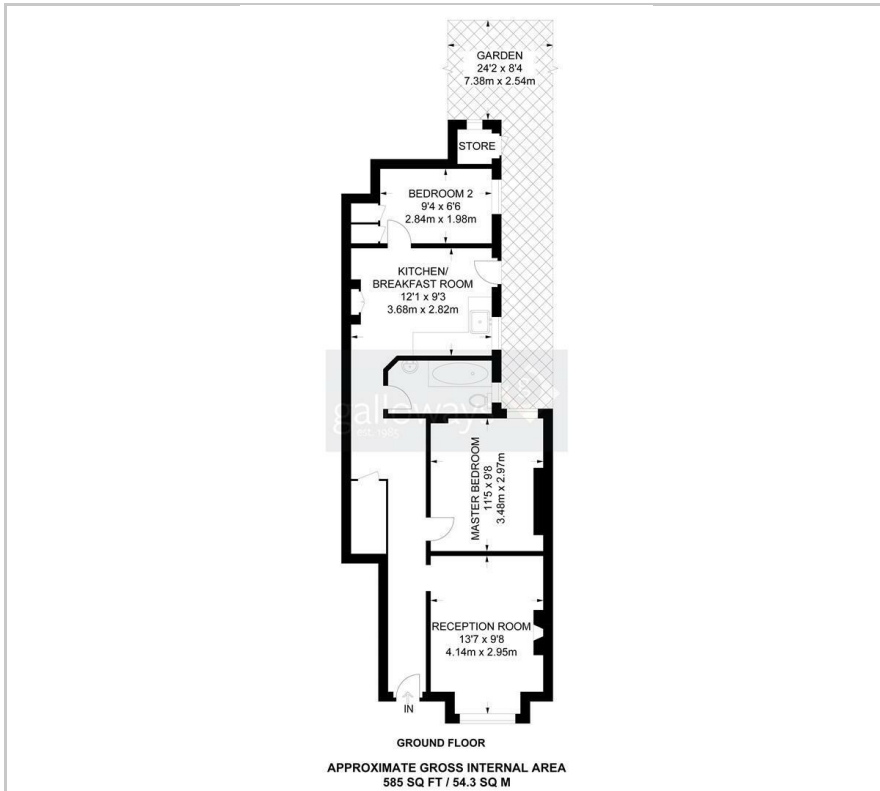 GARDEN
24'2 x 8'4
7.38m x 2.54m
STORE
BEDROOM 2
9'4 x 6'6
2.84m x 1.98m
KITCHEN/
BREAKFAST ROOM
12'1 x 9'3
3.68m x 2.82m
galloways
est. 1985
MASTER BEDROOM
11'5 x 9'8
3.48m x 2.97m
RECEPTION ROOM
13'7 x 9'8
4.14m x 2.95m
IN
GROUND FLOOR
APPROXIMATE GROSS INTERNAL AREA
585 SQ FT / 54.3 SQ M